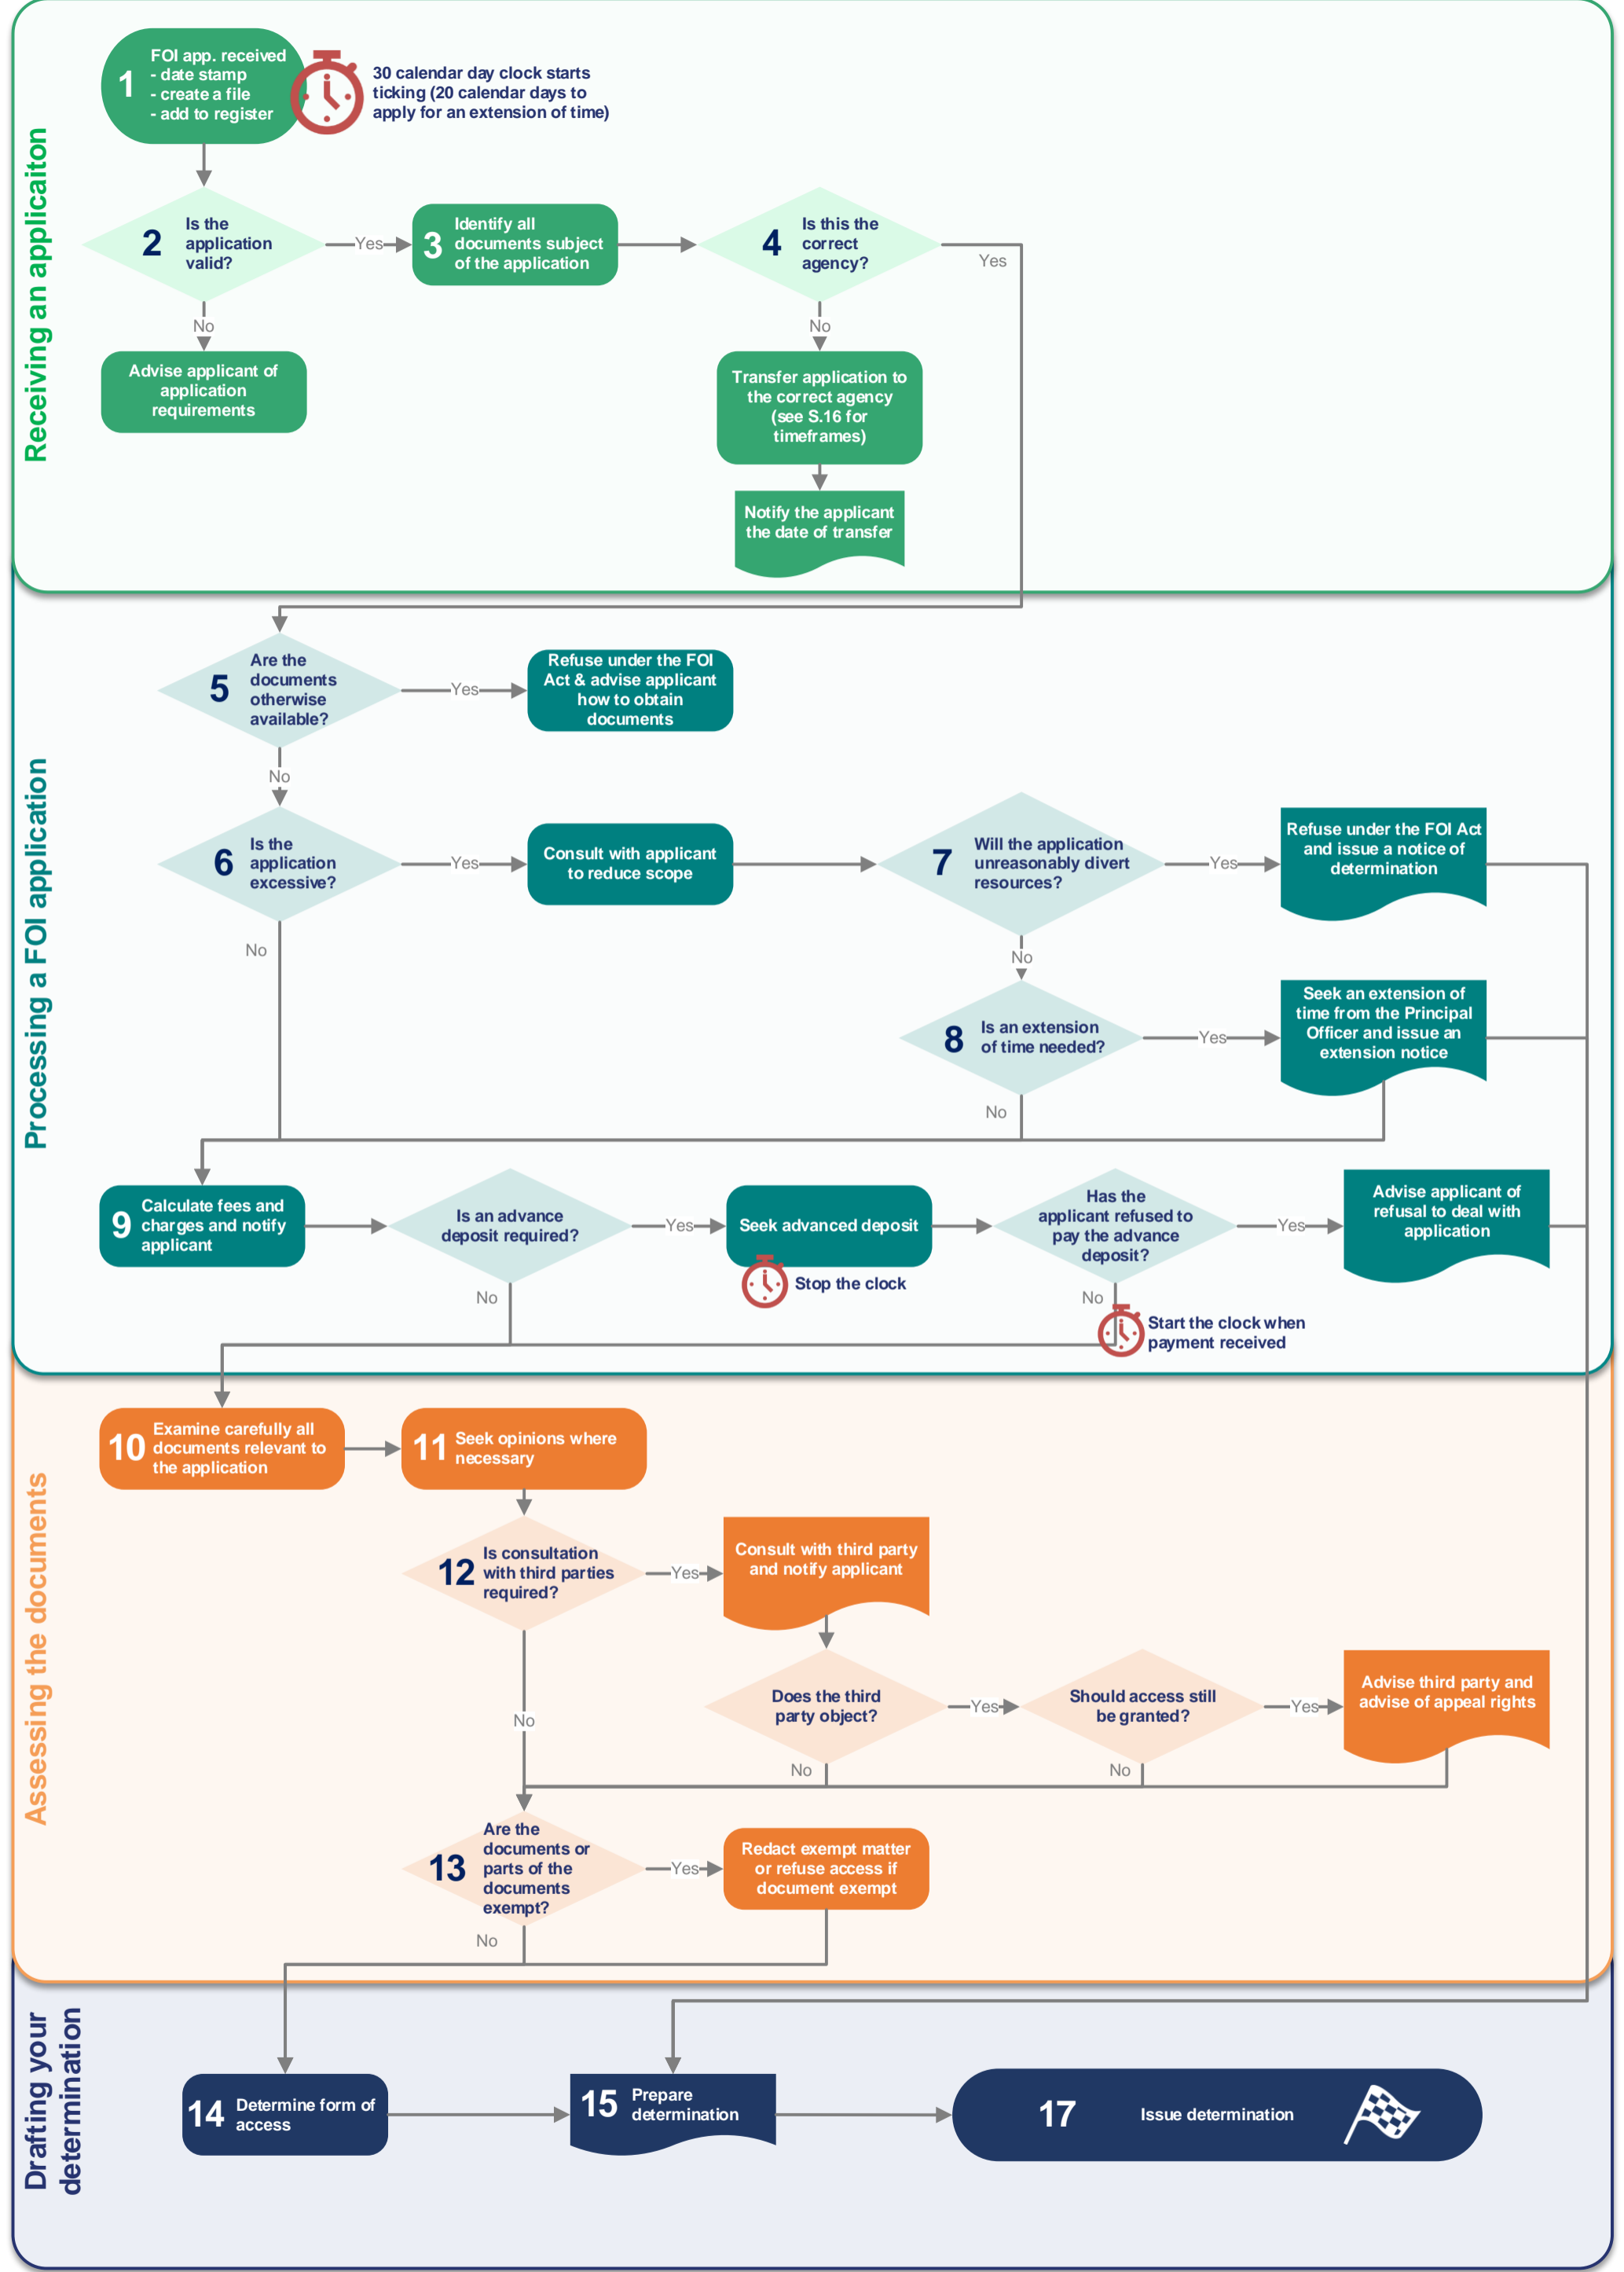 Receiving an applicaiton
1
FOI app. received
- date stamp
- create a file
- add to register
30 calendar day clock starts
ticking (20 calendar days to
apply for an extension of time)
2
Is the
application
valid?
Yes
3
Identify all
documents subject
of the application
4
Is this the
correct
agency?
Yes
No
No
Advise applicant of
application
requirements
Transfer application to
the correct agency
(see S.16 for
timeframes)
Notify the applicant
the date of transfer
Processing a FOI application
5
Are the
documents
otherwise
available?
Yes
Refuse under the FOI
Act & advise applicant
how to obtain
documents
No
6
Is the
application
excessive?
Yes
Consult with applicant
to reduce scope
7
Will the application
unreasonably divert
resources?
Yes
Refuse under the FOI Act
and issue a notice of
determination
No
No
8
Is an extension
of time needed?
Yes
Seek an extension of
time from the Principal
Officer and issue an
extension notice
No
9
Calculate fees and
charges and notify
applicant
Is an advance
deposit required?
Yes
Seek advanced deposit
Has the
applicant refused to
pay the advance
deposit?
Yes
Advise applicant of
refusal to deal with
application
Stop the clock
No
No
Start the clock when
payment received
Assessing the documents
10
Examine carefully all
documents relevant to
the application
11
Seek opinions where
necessary
12
Is consultation
with third parties
required?
Yes
Consult with third party
and notify applicant
No
Does the third
party object?
Yes
Should access still
be granted?
Yes
Advise third party and
advise of appeal rights
No
No
13
Are the
documents or
parts of the
documents
exempt?
Yes
Redact exempt matter
or refuse access if
document exempt
No
Drafting your
determination
14
Determine form of
access
15
Prepare
determination
17
Issue determination